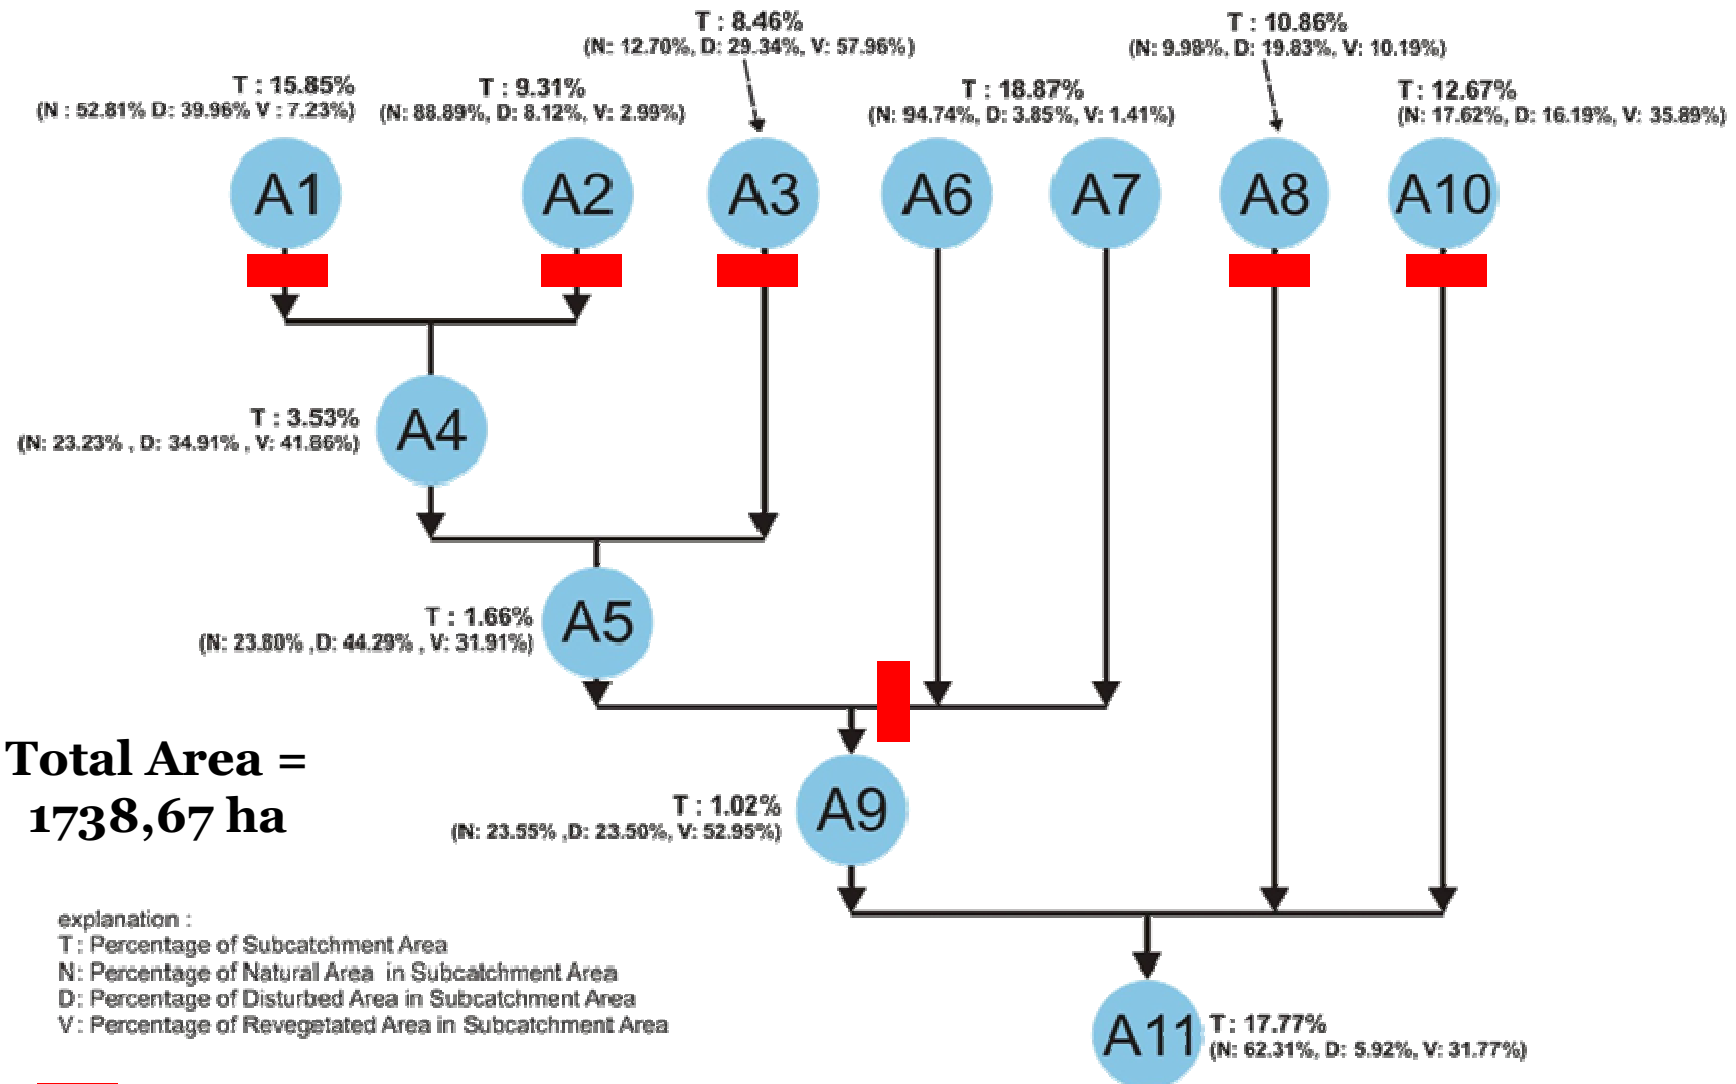 T : 8.46%
(N: 12.70%, D: 29.34%, V: 57.96%)
T : 10.86%
(N: 9.98%, D: 19.83%, V: 10.19%)
T : 15.85%
(N : 52.81% D: 39.96% V : 7.23%)
T : 9.31%
(N: 88.89%, D: 8.12%, V: 2.99%)
T : 18.87%
(N: 94.74%, D: 3.85%, V: 1.41%)
T : 12.67%
(N: 17.62%, D: 16.19%, V: 35.89%)
A1
A2
A3
A6
A7
A8
A10
T : 3.53%
(N: 23.23% , D: 34.91% , V: 41.86%)
A4
T : 1.66%
(N: 23.80% ,D: 44.29% , V: 31.91%)
A5
Total Area =
1738,67 ha
T : 1.02%
(N: 23.55% ,D: 23.50%, V: 52.95%)
A9
explanation :
T : Percentage of Subcatchment Area
N: Percentage of Natural Area in Subcatchment Area
D: Percentage of Disturbed Area in Subcatchment Area
V: Percentage of Revegetated Area in Subcatchment Area
A11
T : 17.77%
(N: 62.31%, D: 5.92%, V: 31.77%)